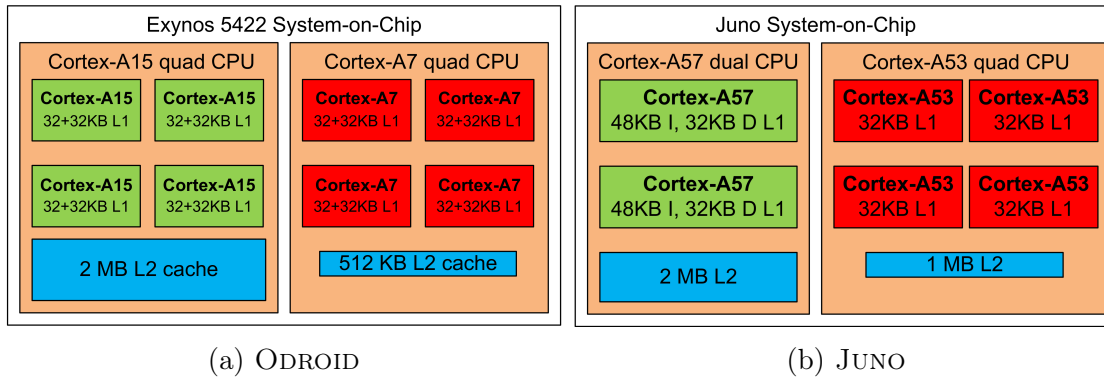 Exynos 5422 System-on-Chip
Cortex-A15 quad CPU
Cortex-A15
32+32KB L1
Cortex-A15
32+32KB L1
Cortex-A15
32+32KB L1
Cortex-A15
32+32KB L1
2 MB L2 cache
Cortex-A7 quad CPU
Cortex-A7
32+32KB L1
Cortex-A7
32+32KB L1
Cortex-A7
32+32KB L1
Cortex-A7
32+32KB L1
512 KB L2 cache
(a) ODROID
Juno System-on-Chip
Cortex-A57 dual CPU
Cortex-A57
48KB I, 32KB D L1
Cortex-A57
48KB I, 32KB D L1
2 MB L2
Cortex-A53 quad CPU
Cortex-A53
32KB L1
Cortex-A53
32KB L1
Cortex-A53
32KB L1
Cortex-A53
32KB L1
1 MB L2
(b) JUNO